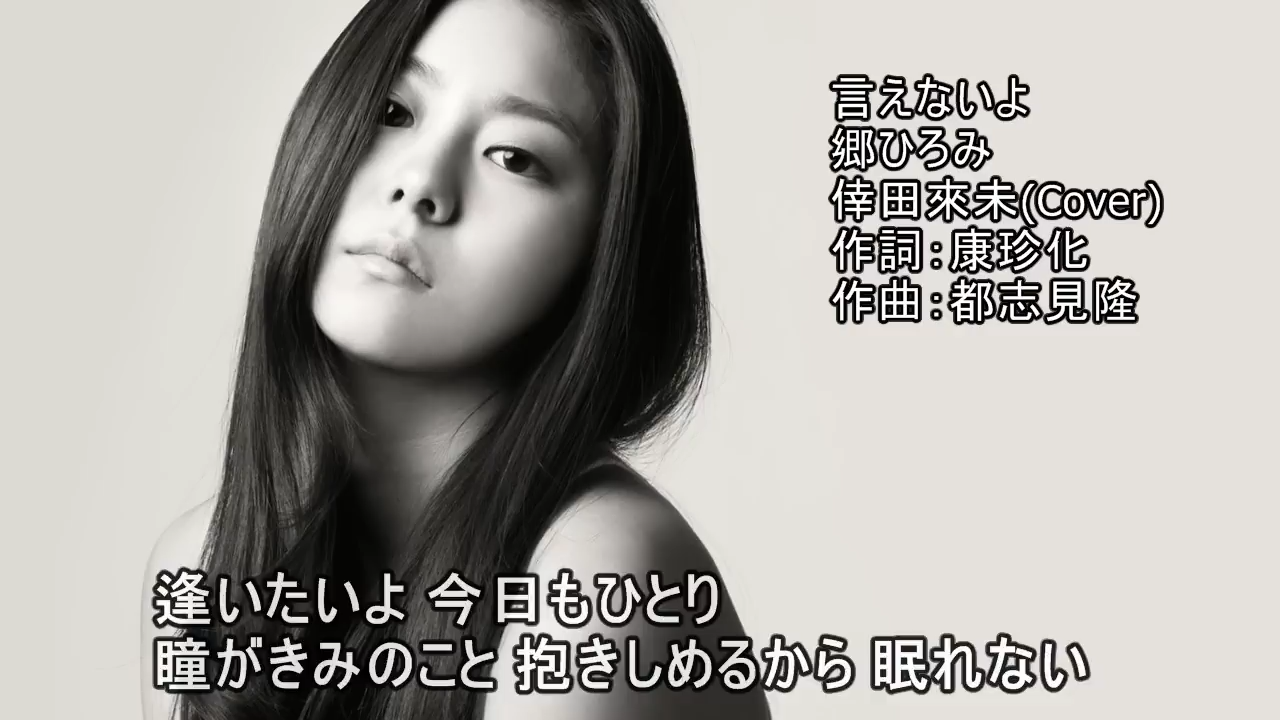 言えないよ
郷ひろみ
倖田來未(Cover)
作詞：康珍化
作曲：都志見隆
逢いたいよ 今日もひとり
瞳がきみのこと 抱きしめるから 眠れない